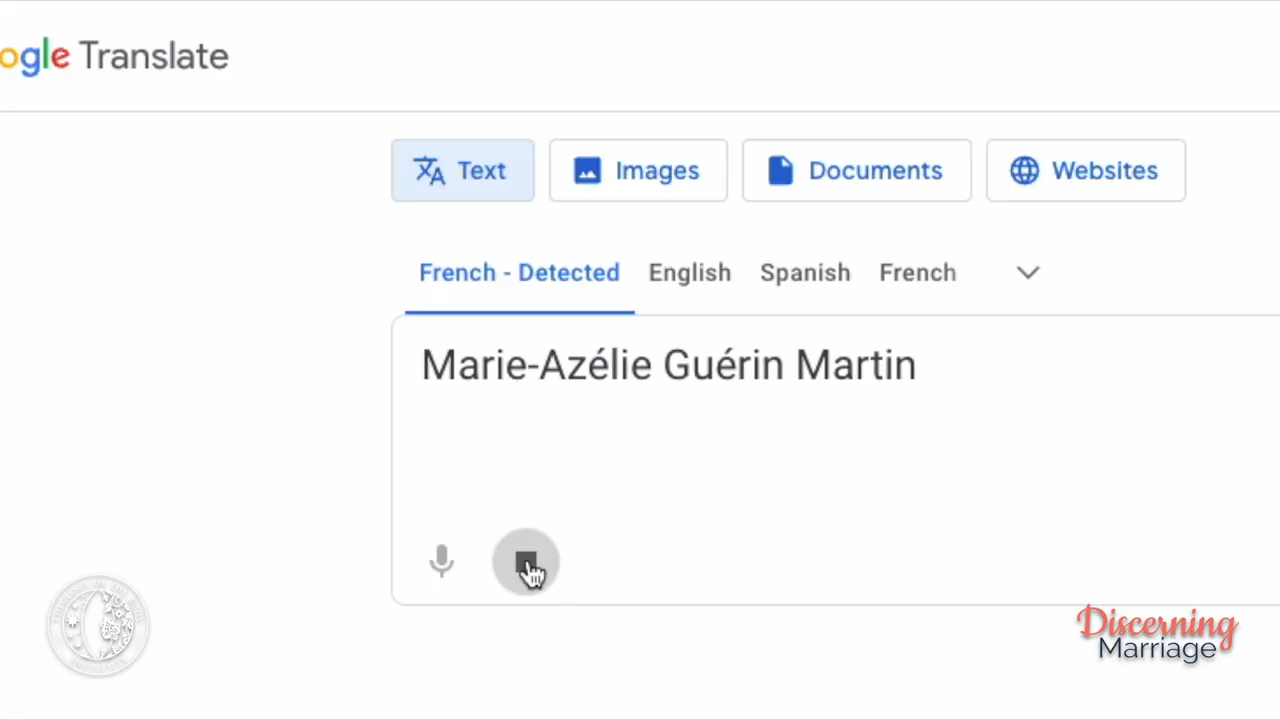 ogle Translate
Text Images Documents Websites
French - Detected English Spanish French
Marie-Azélie Guérin Martin
Discerning
Marriage